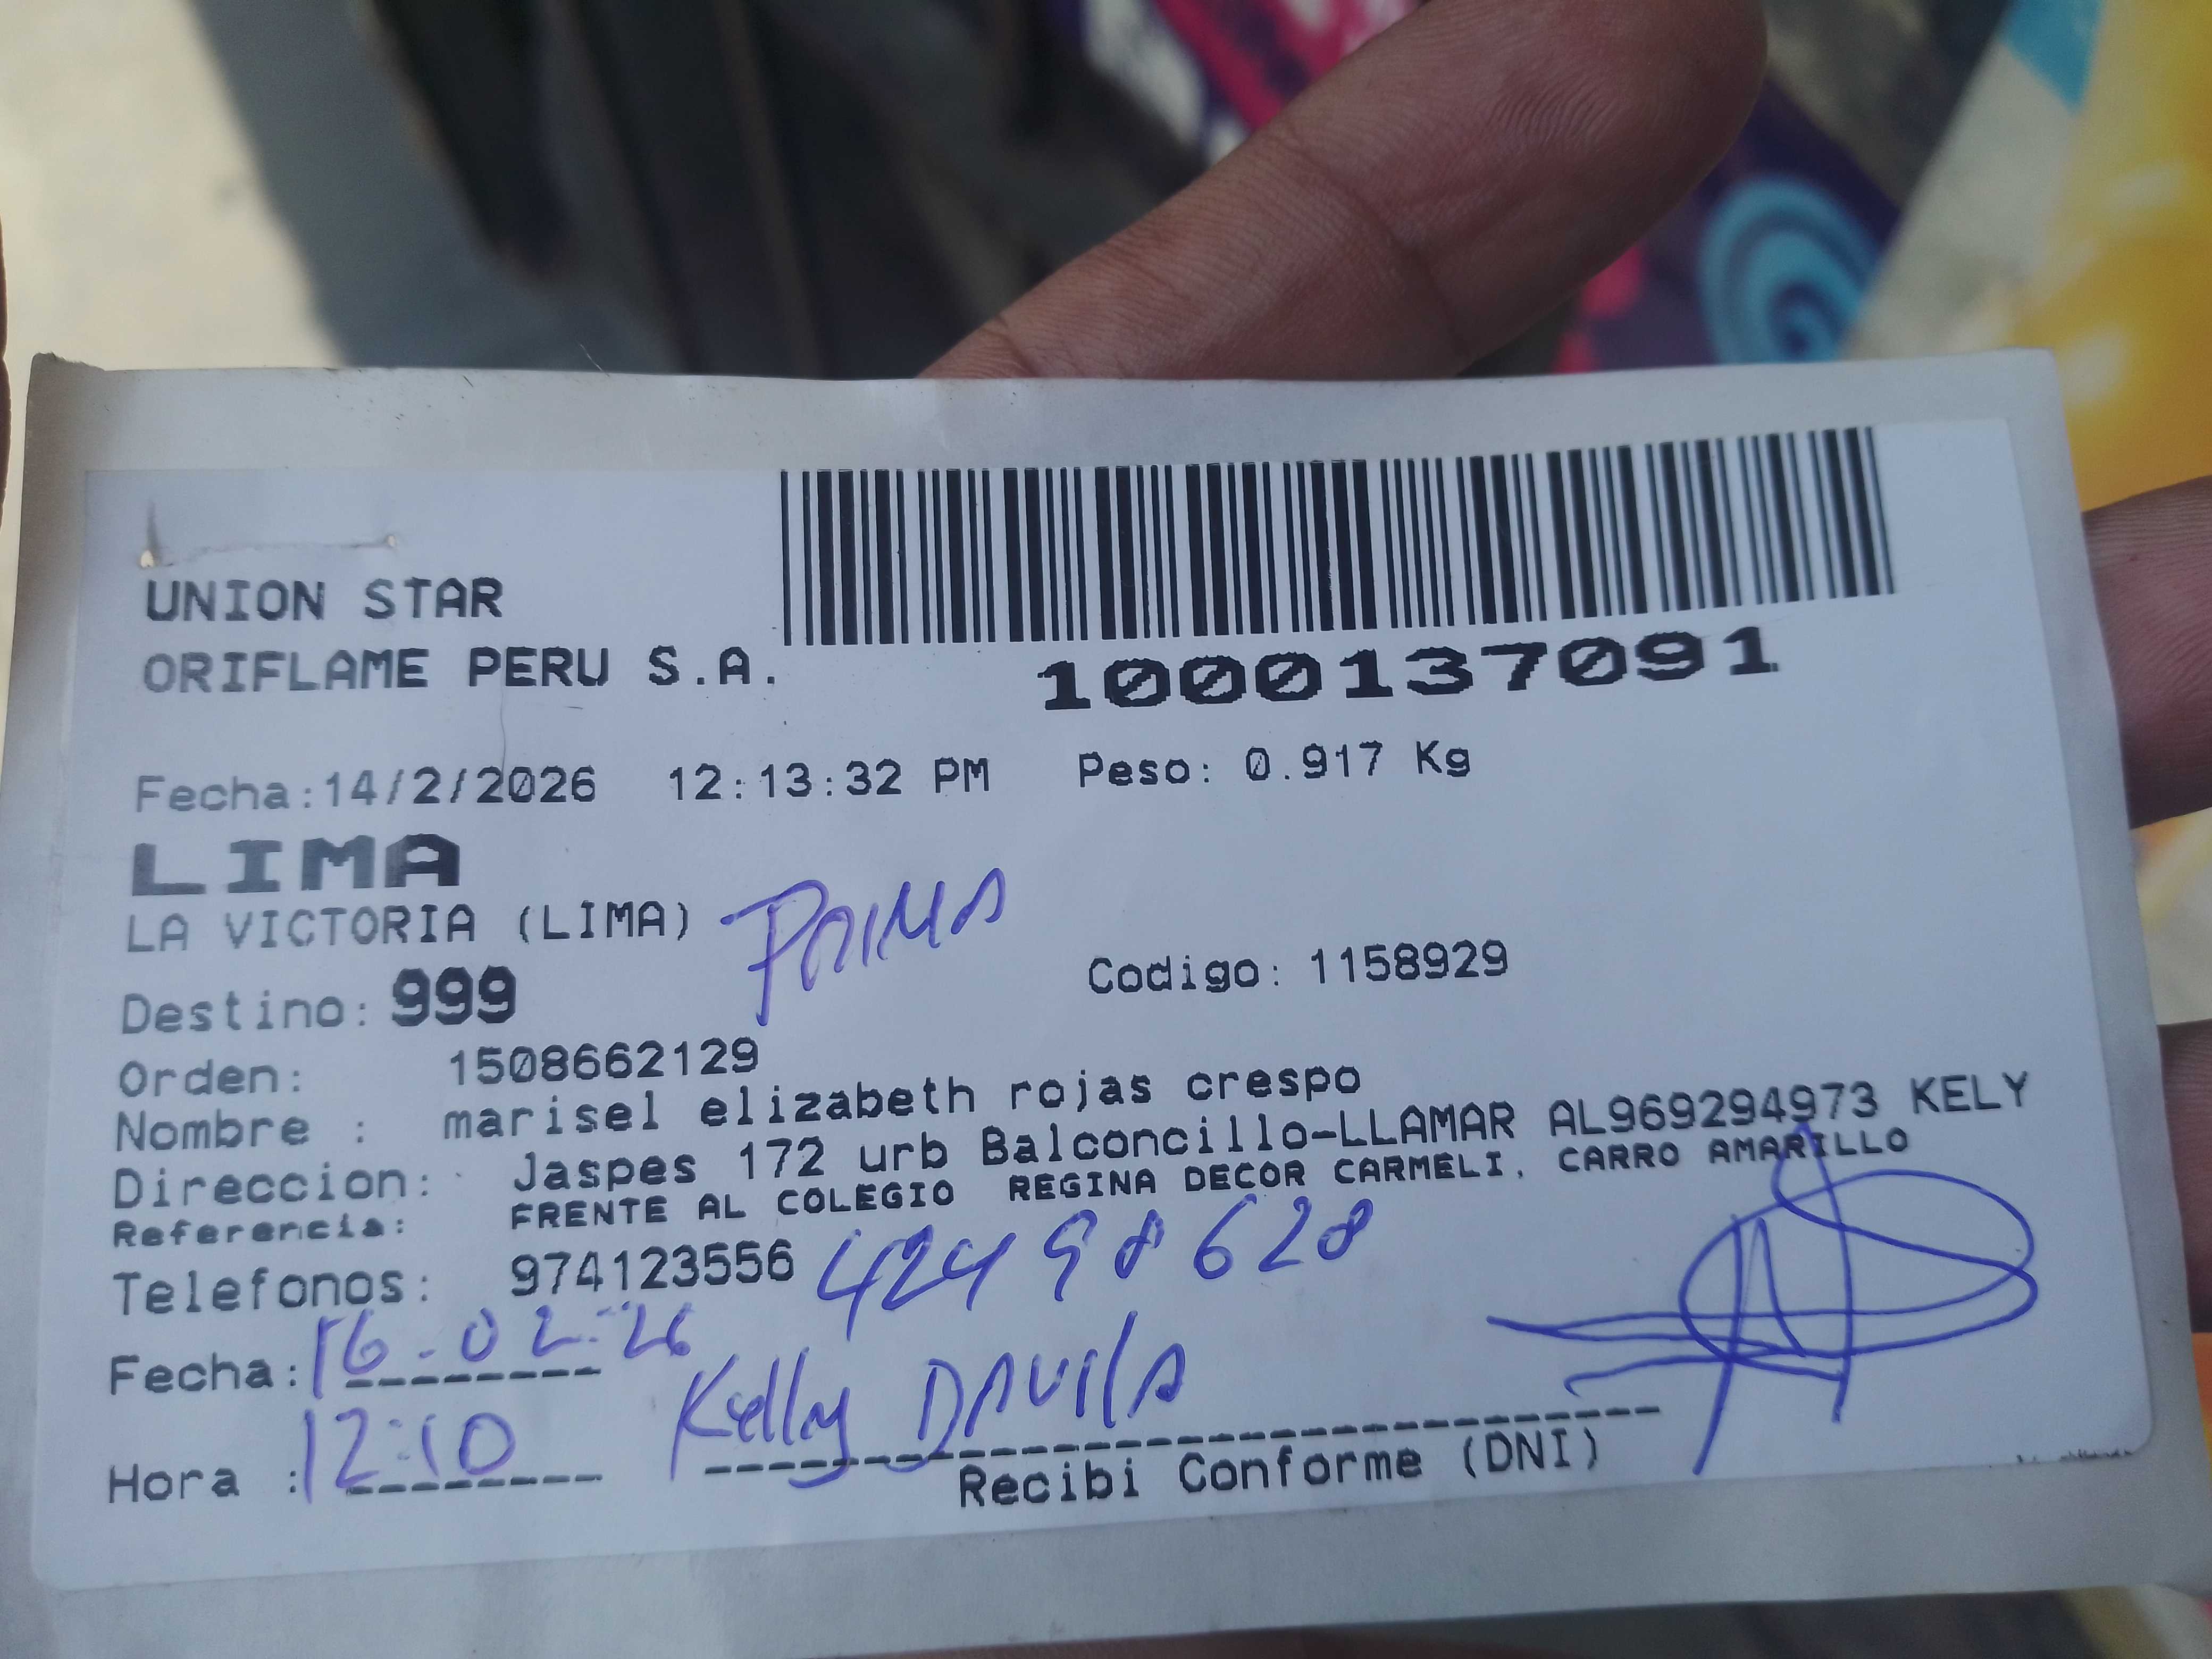 UNION STAR
ORIFLAME PERU S.A.
1000137091
Fecha:14/2/2026 12:13:32 PM Peso: 0.917 Kg
LIMA
LA VICTORIA (LIMA)
Destino: 999 Codigo: 1158929
Orden: 1508662129
Nombre : marisel elizabeth rojas crespo
Direccion: Jaspes 172 urb Balconcillo-LLAMAR AL969294973 KELY
Referencia: FRENTE AL COLEGIO REGINA DECOR CARMELI, CARRO AMARILLO
Telefonos: 974123556 42498628
Fecha: 16-02-26
Kelly DAVILA
Hora : 12:10
Recibi Conforme (DNI)